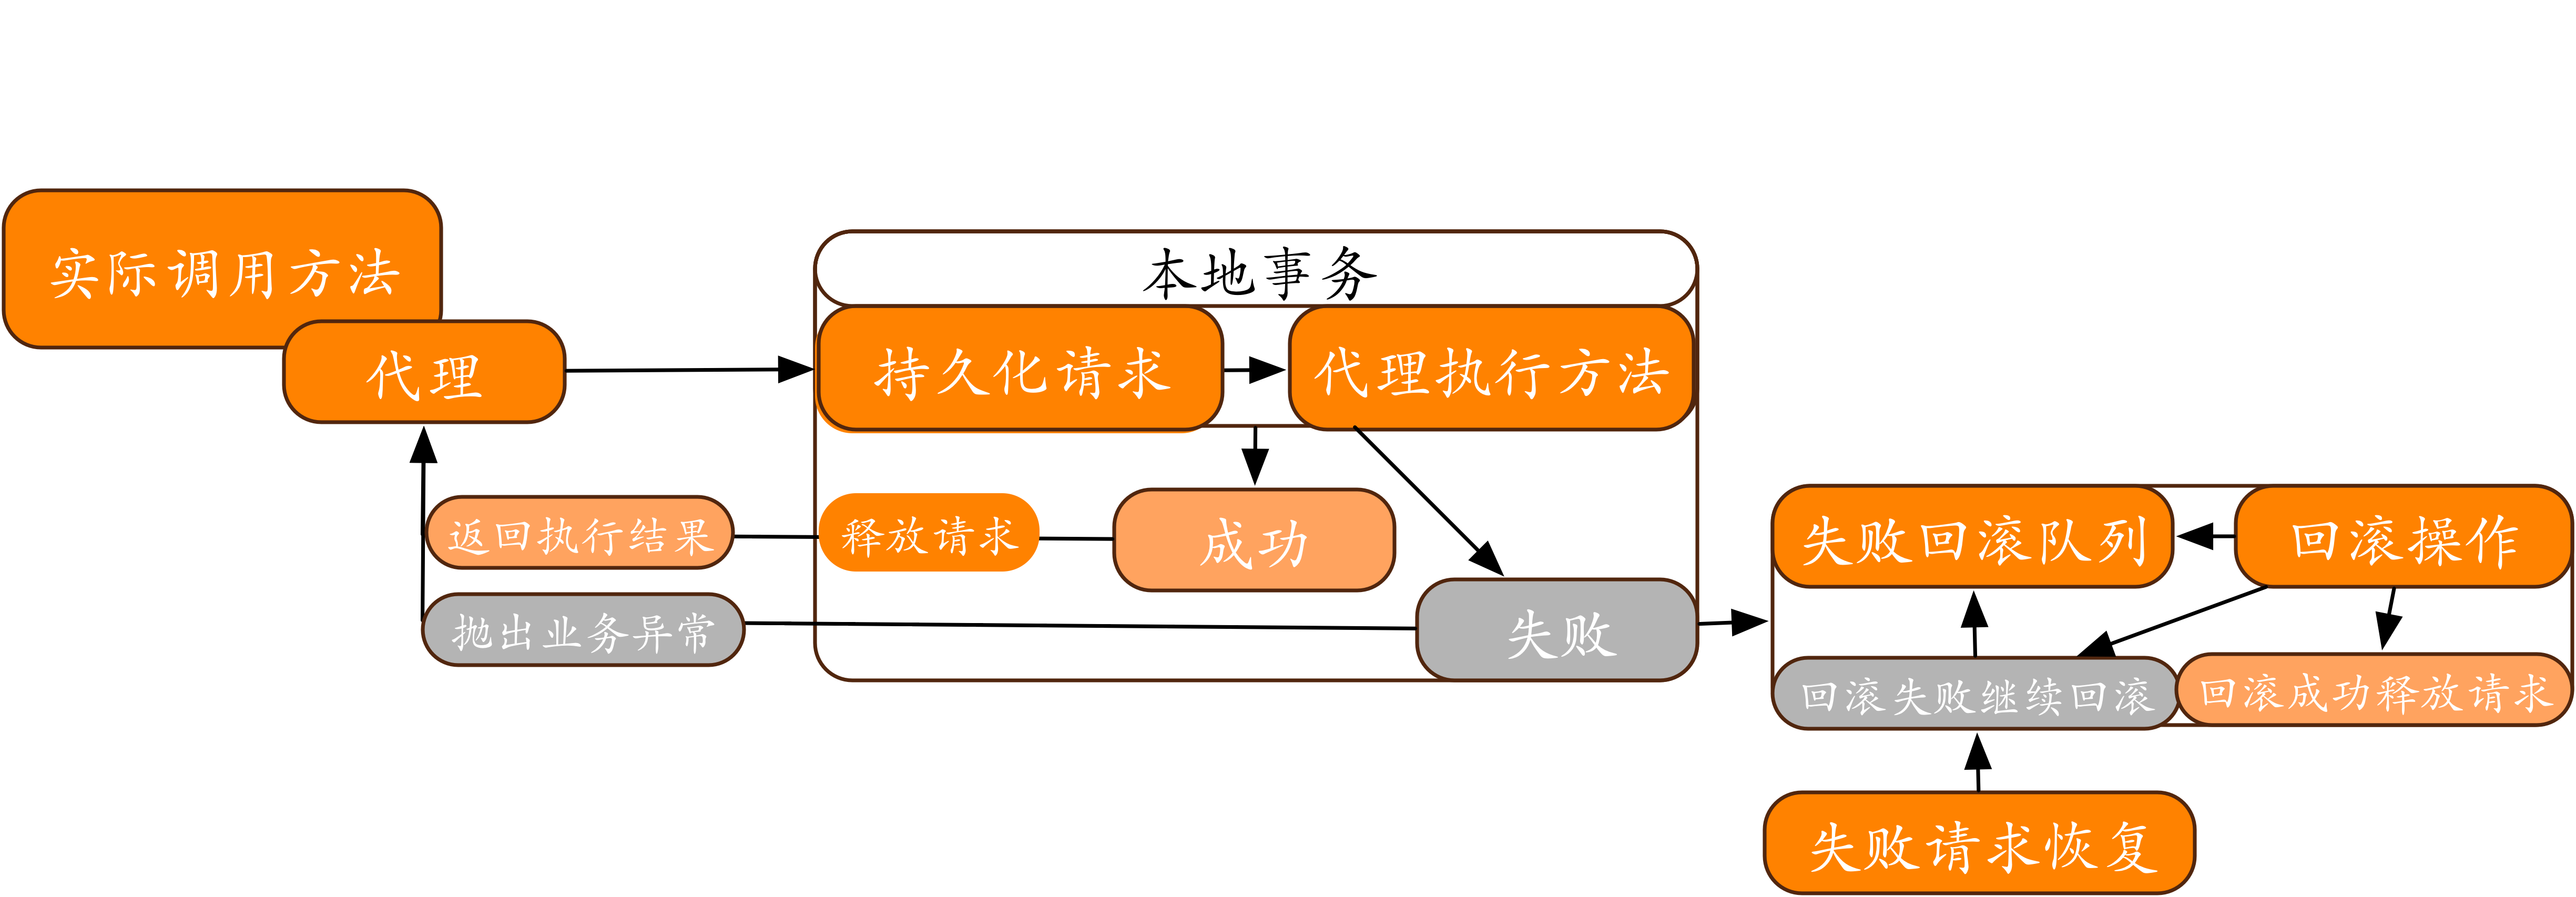 实际调用方法
代理
本地事务
持久化请求
代理执行方法
返回执行结果
释放请求
成功
抛出业务异常
失败
失败回滚队列
回滚操作
回滚失败继续回滚
回滚成功释放请求
失败请求恢复